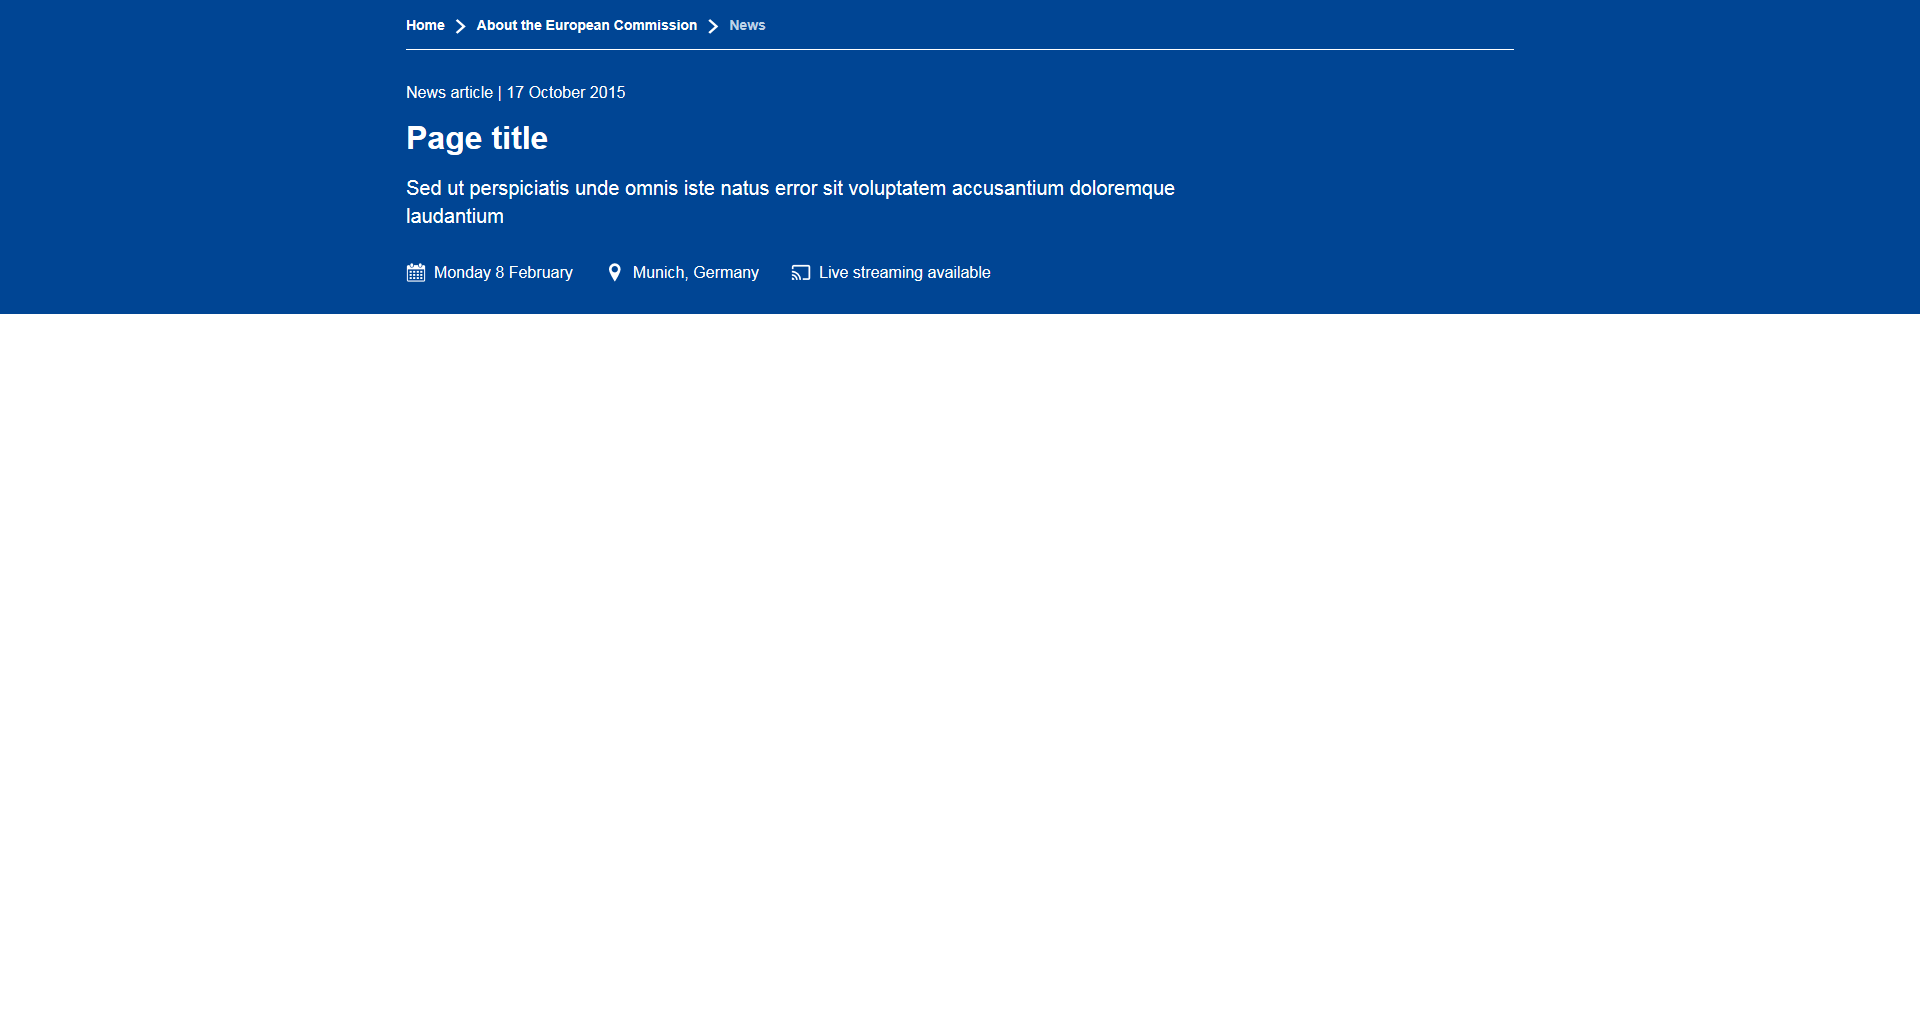 Home About the European Commission News
News article | 17 October 2015
Page title
Sed ut perspiciatis unde omnis iste natus error sit voluptatem accusantium doloremque
laudantium
Monday 8 February Munich, Germany Live streaming available